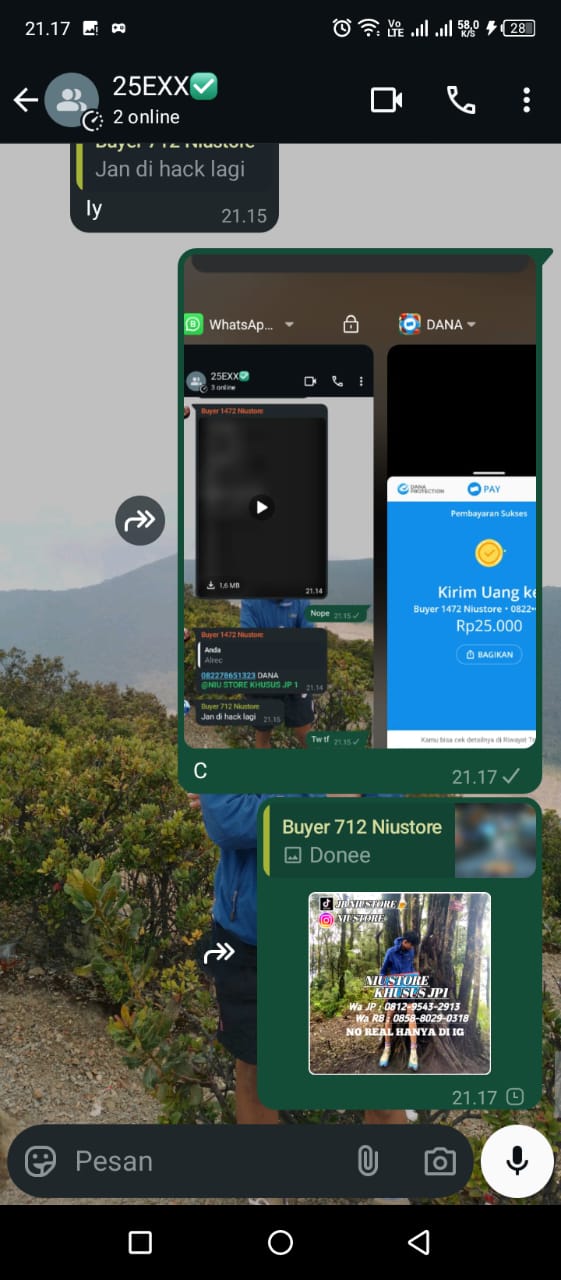 21.17
Vo
LTE
58,0
K/S
28
25EXX✅
2 online
Buyer 712 Niustore
Jan di hack lagi
ly
21.15
WhatsAp...
DANA
25EXX✅
3 online
Buyer 1472 Niustore
1,6 MB
21.14
Nope 21.15
Buyer 1472 Niustore
Anda
Alrec
082278651323 DANA
@NIU STORE KHUSUS JP 1 21.14
Buyer 712 Niustore
Jan di hack lagi 21.15
Tw tf 21.15
DANA
PROTECTION
PAY
Pembayaran Sukses
Kirim Uang ke
Buyer 1472 Niustore • 0822••
Rp25.000
BAGIKAN
Kamu bisa cek detailnya di Riwayat Tr
C
21.17
Buyer 712 Niustore
Donee
JB NIUSTORE
NIUSTORE
NIU STORE
KHUSUS JP1
Wa JP : 0812-9543-2913
Wa RB : 0858-8029-0318
NO REAL HANYA DI IG
21.17
Pesan